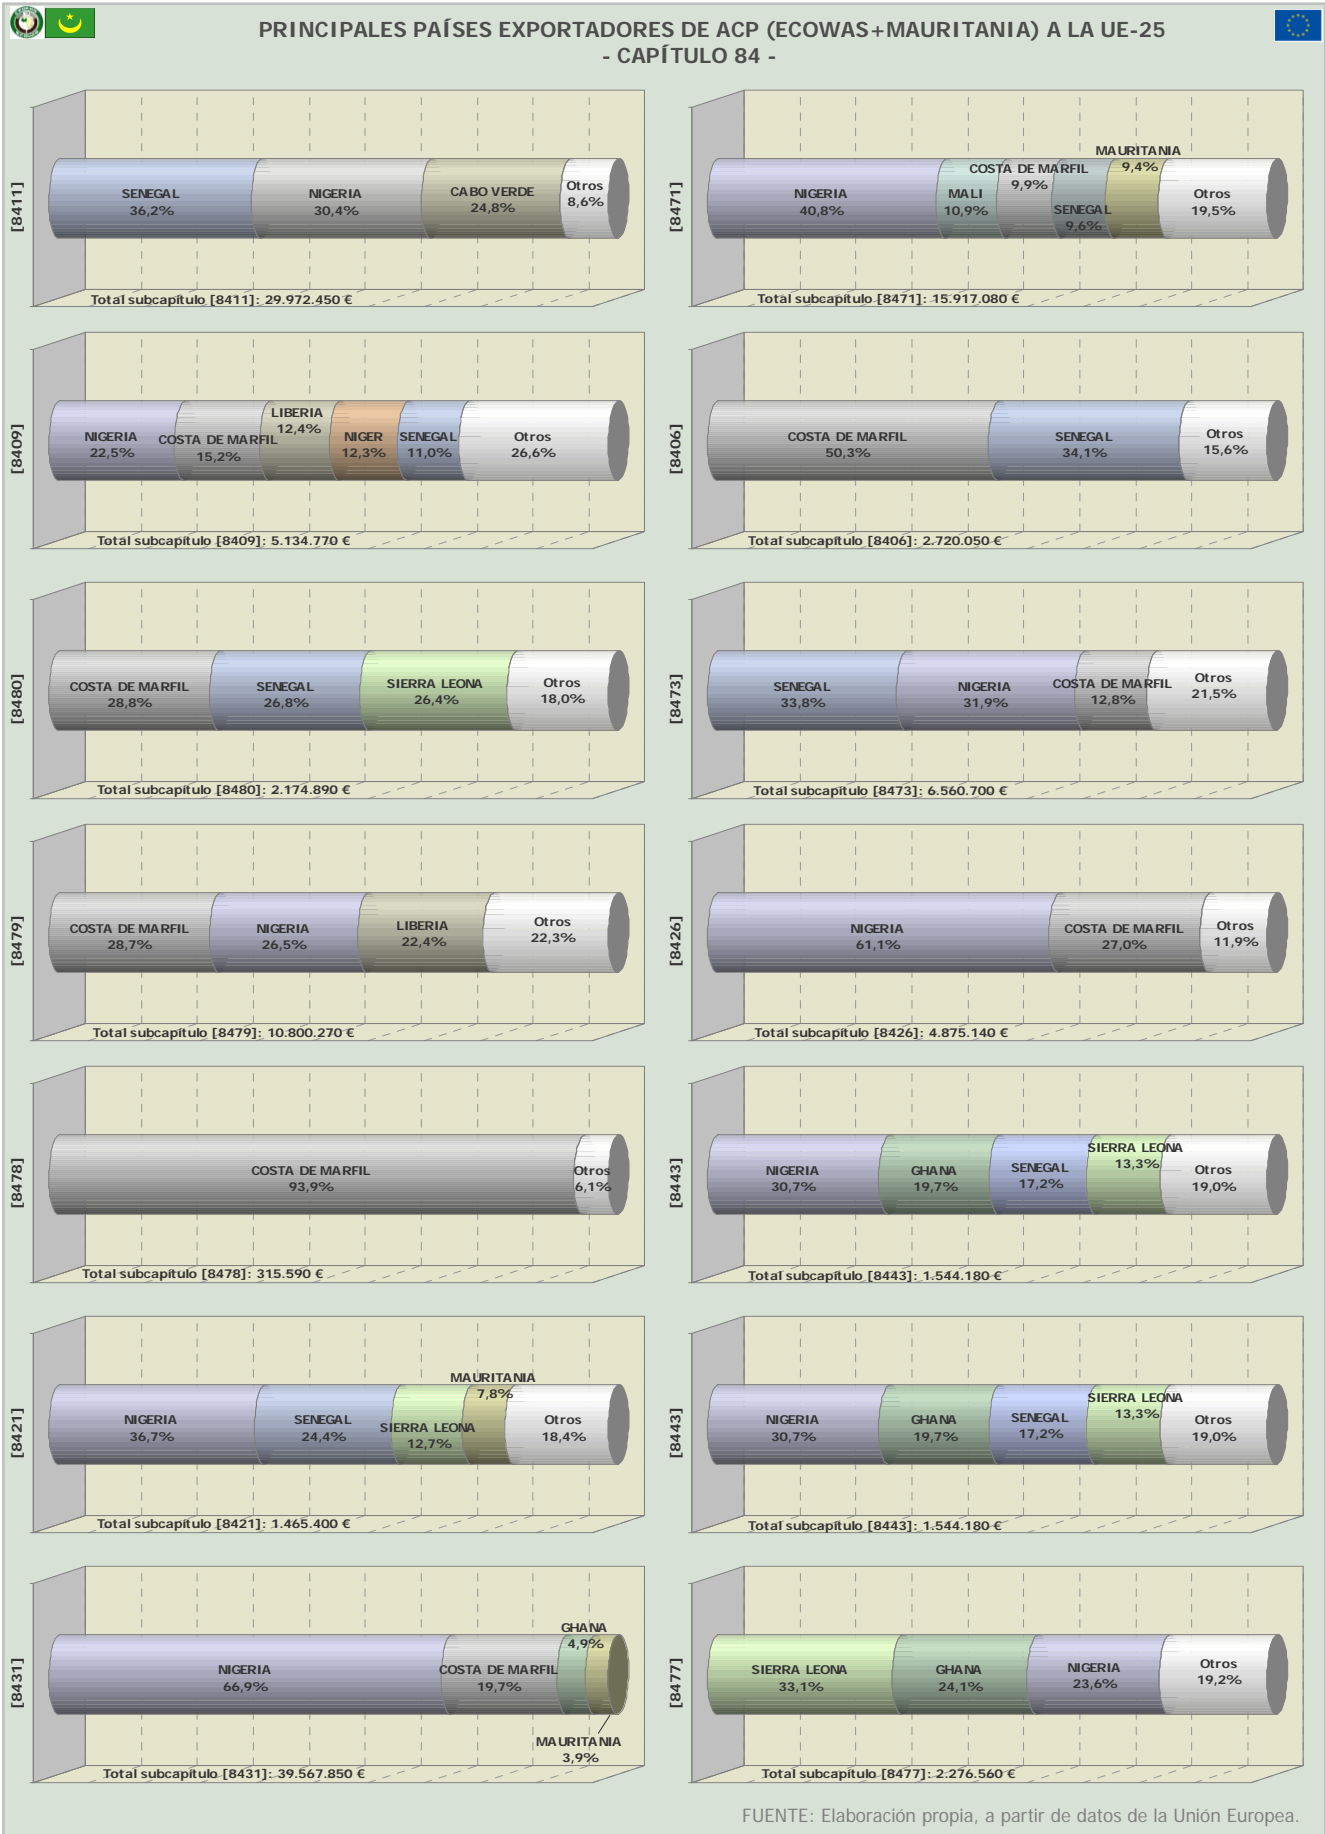 PRINCIPALES PAÍSES EXPORTADORES DE ACP (ECOWAS+MAURITANIA) A LA UE-25
- CAPÍTULO 84 -
[8411]
SENEGAL
36,2%
NIGERIA
30,4%
CABO VERDE
24,8%
Otros
8,6%
Total subcapítulo [8411]: 29.972.450 €
[8471]
NIGERIA
40,8%
MALI
10,9%
COSTA DE MARFIL
9,9%
SENEGAL
9,6%
MAURITANIA
9,4%
Otros
19,5%
Total subcapítulo [8471]: 15.917.080 €
[8409]
NIGERIA
22,5%
COSTA DE MARFIL
15,2%
LIBERIA
12,4%
NIGER
12,3%
SENEGAL
11,0%
Otros
26,6%
Total subcapítulo [8409]: 5.134.770 €
[8406]
COSTA DE MARFIL
50,3%
SENEGAL
34,1%
Otros
15,6%
Total subcapítulo [8406]: 2.720.050 €
[8480]
COSTA DE MARFIL
28,8%
SENEGAL
26,8%
SIERRA LEONA
26,4%
Otros
18,0%
Total subcapítulo [8480]: 2.174.890 €
[8473]
SENEGAL
33,8%
NIGERIA
31,9%
COSTA DE MARFIL
12,8%
Otros
21,5%
Total subcapítulo [8473]: 6.560.700 €
[8479]
COSTA DE MARFIL
28,7%
NIGERIA
26,5%
LIBERIA
22,4%
Otros
22,3%
Total subcapítulo [8479]: 10.800.270 €
[8426]
NIGERIA
61,1%
COSTA DE MARFIL
27,0%
Otros
11,9%
Total subcapítulo [8426]: 4.875.140 €
[8478]
COSTA DE MARFIL
93,9%
Otros
6,1%
Total subcapítulo [8478]: 315.590 €
[8443]
NIGERIA
30,7%
GHANA
19,7%
SENEGAL
17,2%
SIERRA LEONA
13,3%
Otros
19,0%
Total subcapítulo [8443]: 1.544.180 €
[8421]
NIGERIA
36,7%
SENEGAL
24,4%
SIERRA LEONA
12,7%
MAURITANIA
7,8%
Otros
18,4%
Total subcapítulo [8421]: 1.465.400 €
[8443]
NIGERIA
30,7%
GHANA
19,7%
SENEGAL
17,2%
SIERRA LEONA
13,3%
Otros
19,0%
Total subcapítulo [8443]: 1.544.180 €
[8431]
NIGERIA
66,9%
COSTA DE MARFIL
19,7%
GHANA
4,9%
MAURITANIA
3,9%
Total subcapítulo [8431]: 39.567.850 €
[8477]
SIERRA LEONA
33,1%
GHANA
24,1%
NIGERIA
23,6%
Otros
19,2%
Total subcapítulo [8477]: 2.276.560 €
FUENTE: Elaboración propia, a partir de datos de la Unión Europea.